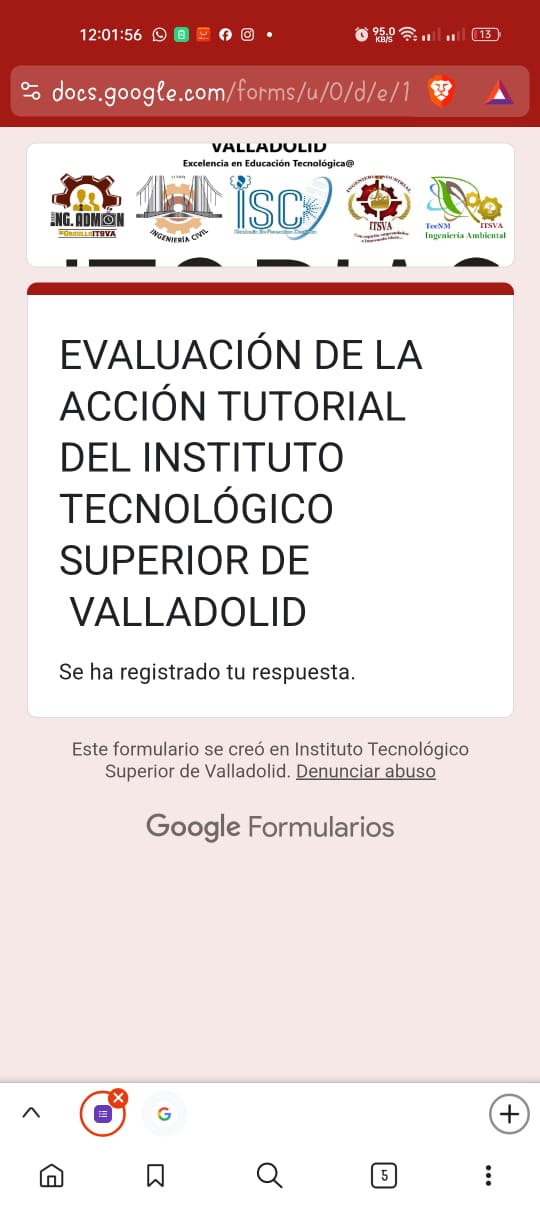 12:01:56
95.0
KB/S
13
docs.google.com/forms/u/0/d/e/1
VALLADOLID
Excelencia en Educación Tecnológica@
ING. ADMÓN
#ORGULLOITSVA
INGENIERÍA CIVIL
ISC
INGENIERÍA INDUSTRIAL
ITSVA
TecNM ITSVA
Ingeniería Ambiental
EVALUACIÓN DE LA
ACCIÓN TUTORIAL
DEL INSTITUTO
TECNOLÓGICO
SUPERIOR DE
VALLADOLID
Se ha registrado tu respuesta.
Este formulario se creó en Instituto Tecnológico
Superior de Valladolid. Denunciar abuso
Google Formularios
5